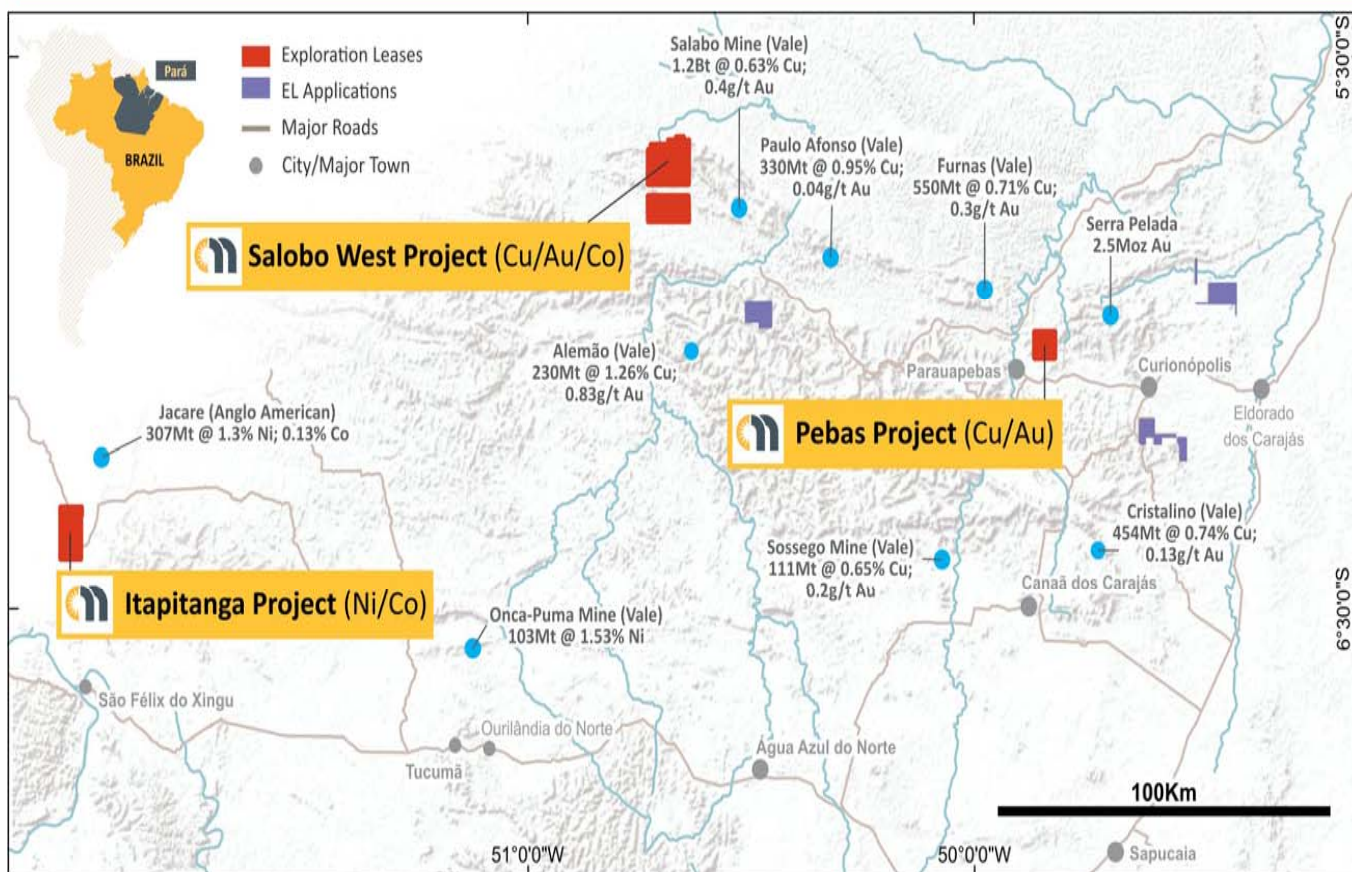 Pará
BRAZIL
Exploration Leases
EL Applications
Major Roads
City/Major Town
Salabo Mine (Vale)
1.2Bt @ 0.63% Cu;
0.4g/t Au
Paulo Afonso (Vale)
330Mt @ 0.95% Cu;
0.04g/t Au
Furnas (Vale)
550Mt @ 0.71% Cu;
0.3g/t Au
Serra Pelada
2.5Moz Au
5°30'0"S
Salobo West Project (Cu/Au/Co)
Alemão (Vale)
230Mt @ 1.26% Cu;
0.83g/t Au
Parauapebas
Curionópolis
Eldorado
dos Carajás
Jacare (Anglo American)
307Mt @ 1.3% Ni; 0.13% Co
Pebas Project (Cu/Au)
Cristalino (Vale)
454Mt @ 0.74% Cu;
0.13g/t Au
Sossego Mine (Vale)
111Mt @ 0.65% Cu;
0.2g/t Au
Canaã dos Carajás
Itapitanga Project (Ni/Co)
Onca-Puma Mine (Vale)
103Mt @ 1.53% Ni
6°30'0"S
São Félix do Xingu
Ourilândia do Norte
Tucumã
Água Azul do Norte
100Km
51°0'0"W
50°0'0"W
Sapucaia